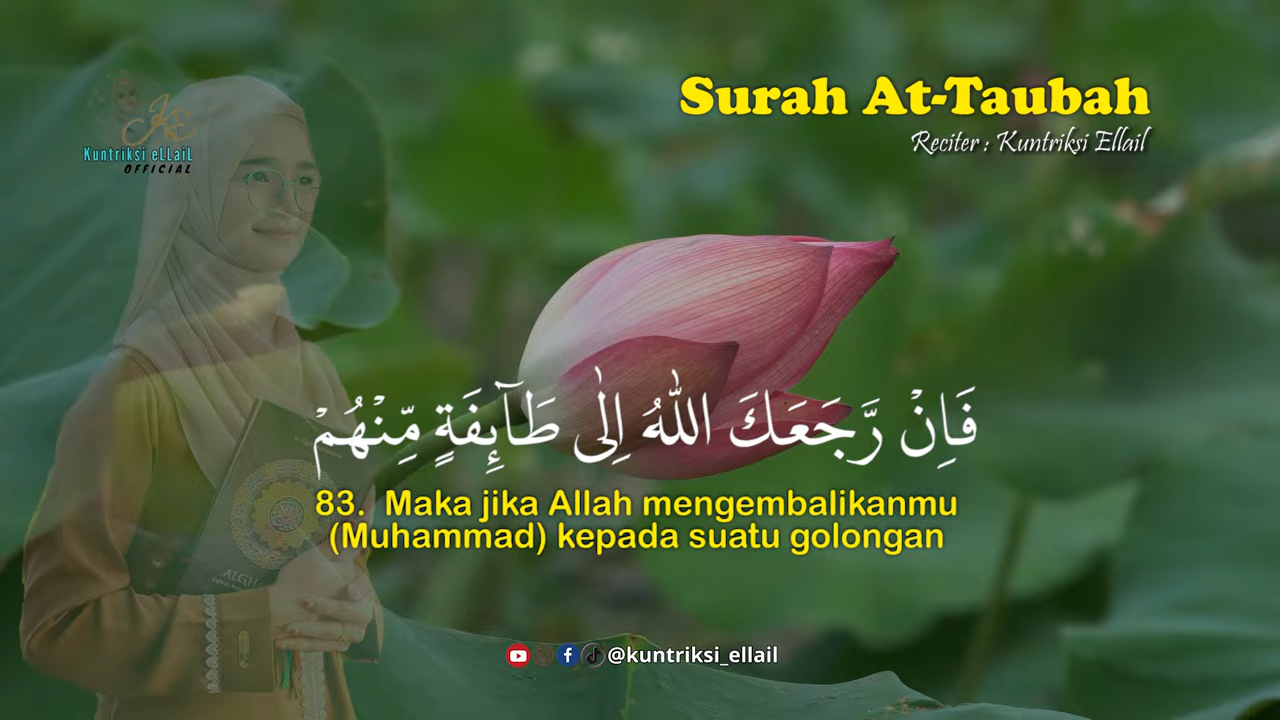 Surah At-Taubah
Reciter : Kuntriksi Ellail
Kuntriksi eLLaiL
OFFICIAL
فَاِنْ رَّجَعَكَ اللّٰهُ اِلٰى طَاۤىِٕفَةٍ مِّنْهُمْ
83. Maka jika Allah mengembalikanmu
(Muhammad) kepada suatu golongan
@kuntriksi_ellail